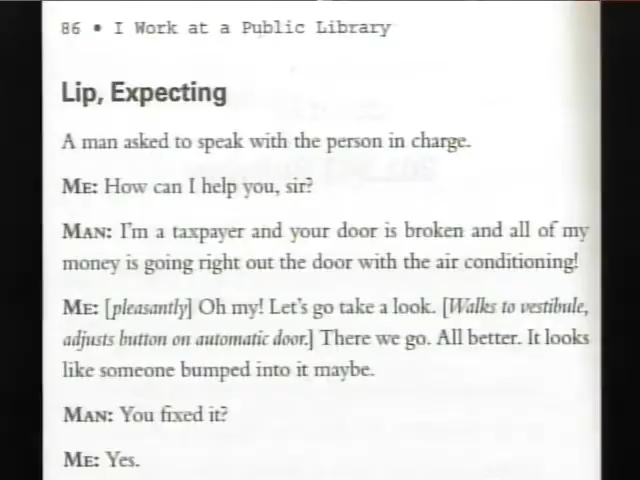 86 • I Work at a Public Library
Lip, Expecting
A man asked to speak with the person in charge.
ME: How can I help you, sir?
MAN: I'm a taxpayer and your door is broken and all of my
money is going right out the door with the air conditioning!
ME: [pleasantly] Oh my! Let's go take a look. [Walks to vestibule,
adjusts button on automatic door.] There we go. All better. It looks
like someone bumped into it maybe.
MAN: You fixed it?
ME: Yes.